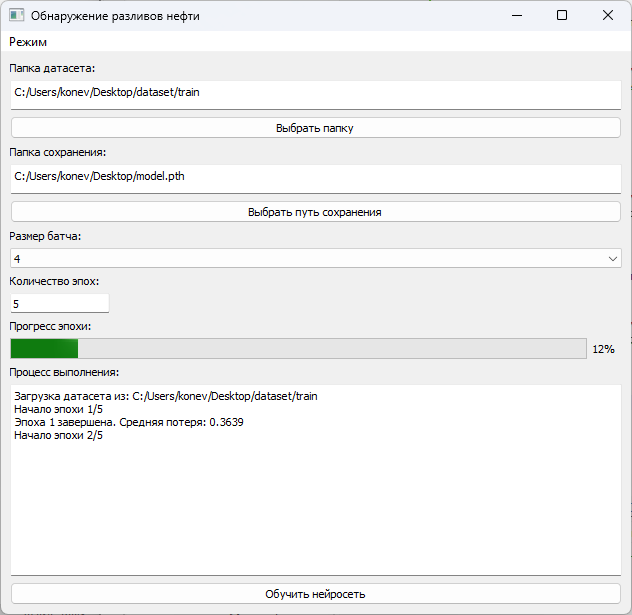 Обнаружение разливов нефти
Режим
Папка датасета:
C:/Users/konev/Desktop/dataset/train
Выбрать папку
Папка сохранения:
C:/Users/konev/Desktop/model.pth
Выбрать путь сохранения
Размер батча:
4
Количество эпох:
5
Прогресс эпохи:
12%
Процесс выполнения:
Загрузка датасета из: C:/Users/konev/Desktop/dataset/train
Начало эпохи 1/5
Эпоха 1 завершена. Средняя потеря: 0.3639
Начало эпохи 2/5
Обучить нейросеть